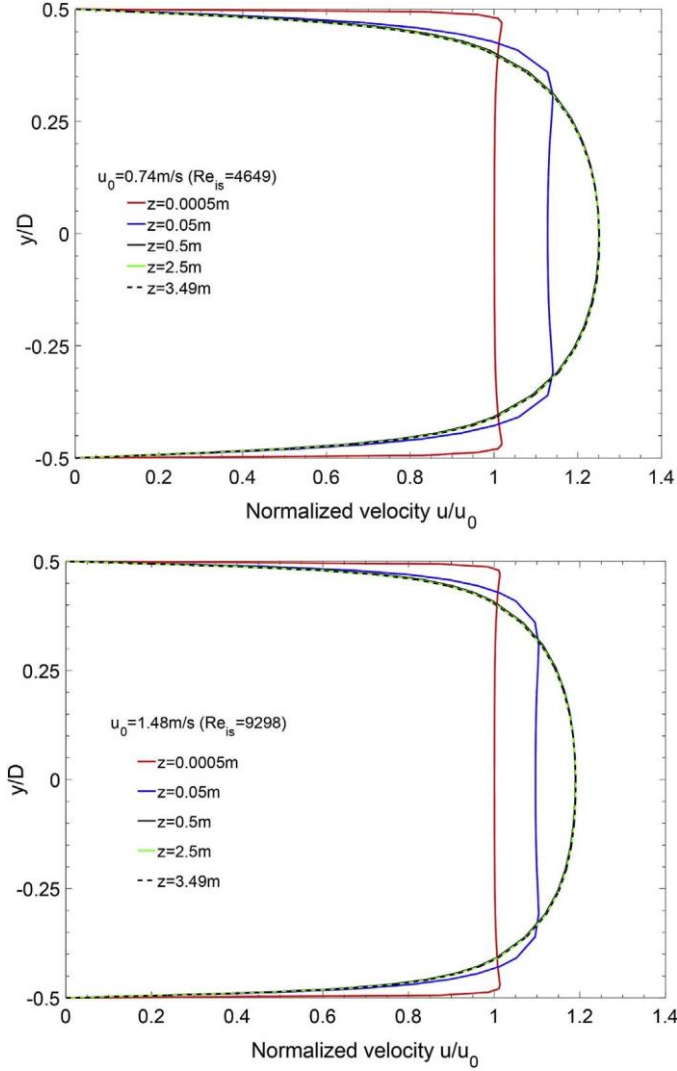 0.5
0.25
u0=0.74m/s (Reis=4649)
z=0.0005m
z=0.05m
y/D
0
z=0.5m
z=2.5m
z=3.49m
-0.25
-0.5
0 0.2 0.4 0.6 0.8 1 1.2 1.4
Normalized velocity u/u0
0.5
0.25
u0=1.48m/s (Reis=9298)
z=0.0005m
y/D
0
z=0.05m
z=0.5m
z=2.5m
-0.25
z=3.49m
-0.5
0 0.2 0.4 0.6 0.8 1.0 1.2 1.4
Normalized velocity u/u0